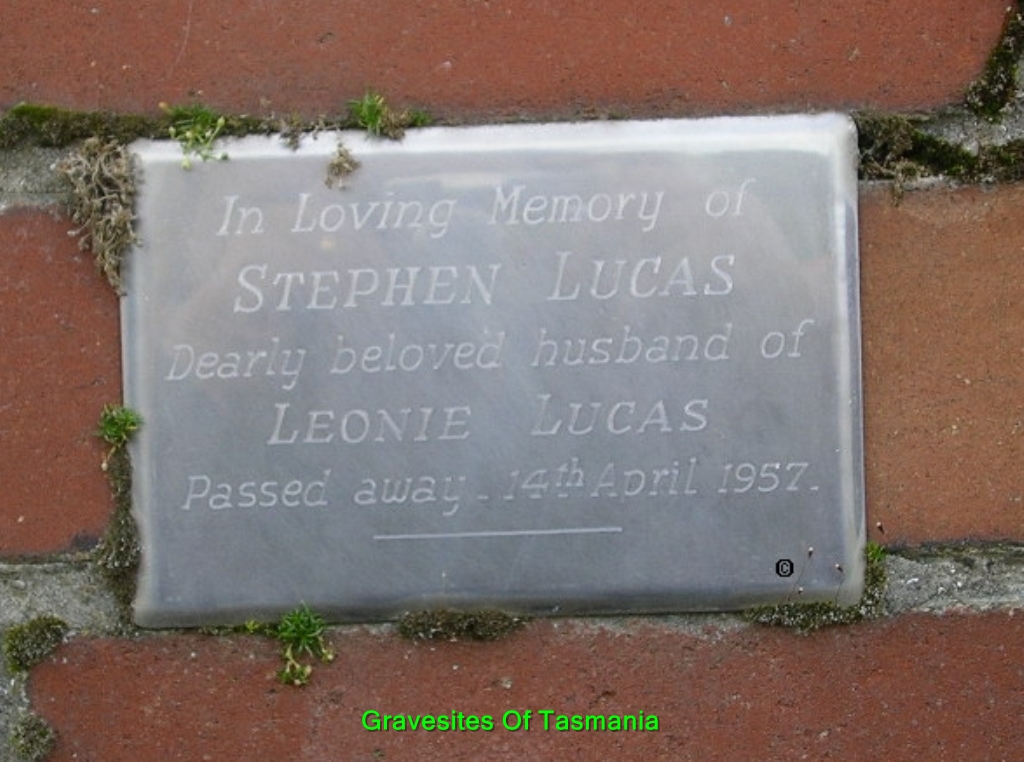 In Loving Memory of
STEPHEN LUCAS
Dearly beloved husband of
LEONIE LUCAS
Passed away - 14th April 1957.
©
Gravesites Of Tasmania